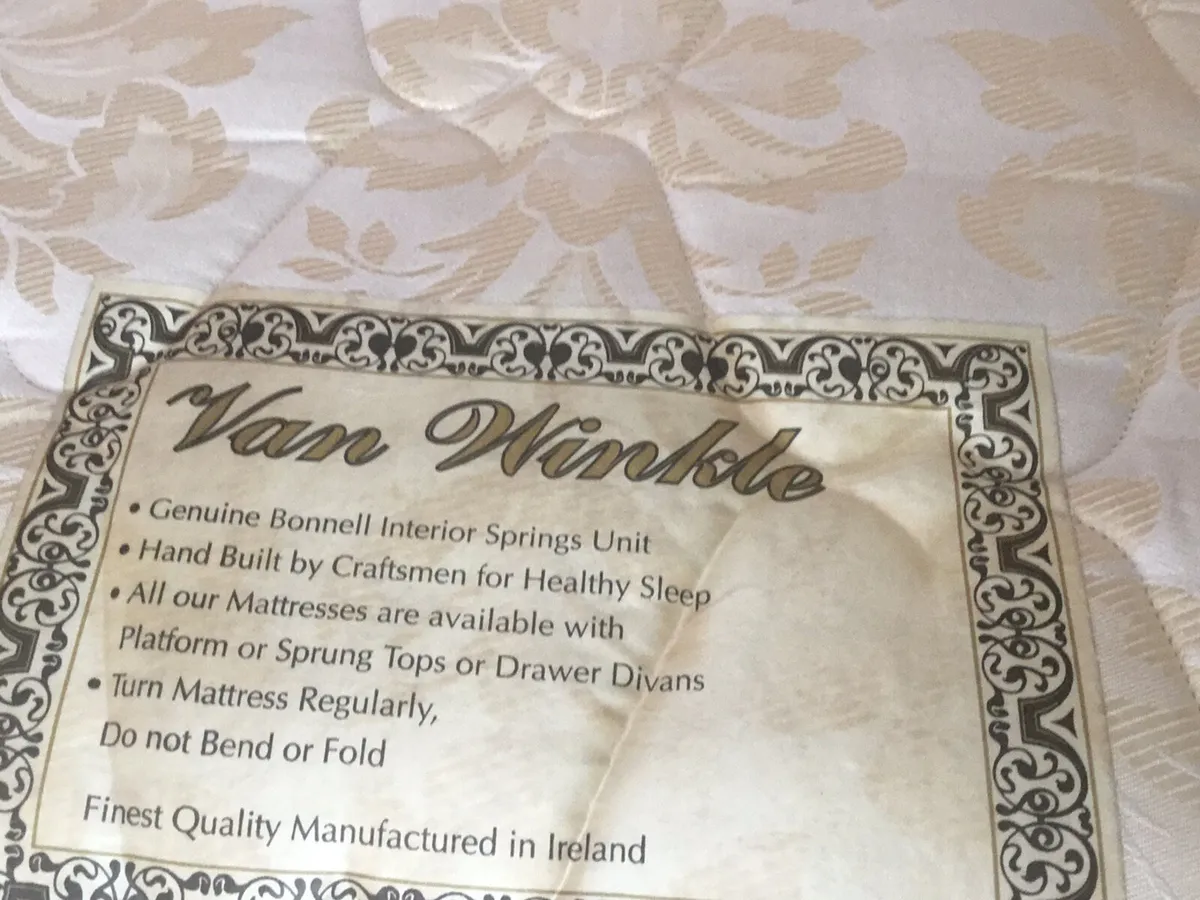 Van Winkle
• Genuine Bonnell Interior Springs Unit
• Hand Built by Craftsmen for Healthy Sleep
• All our Mattresses are available with
Platform or Sprung Tops or Drawer Divans
• Turn Mattress Regularly,
Do not Bend or Fold
Finest Quality Manufactured in Ireland